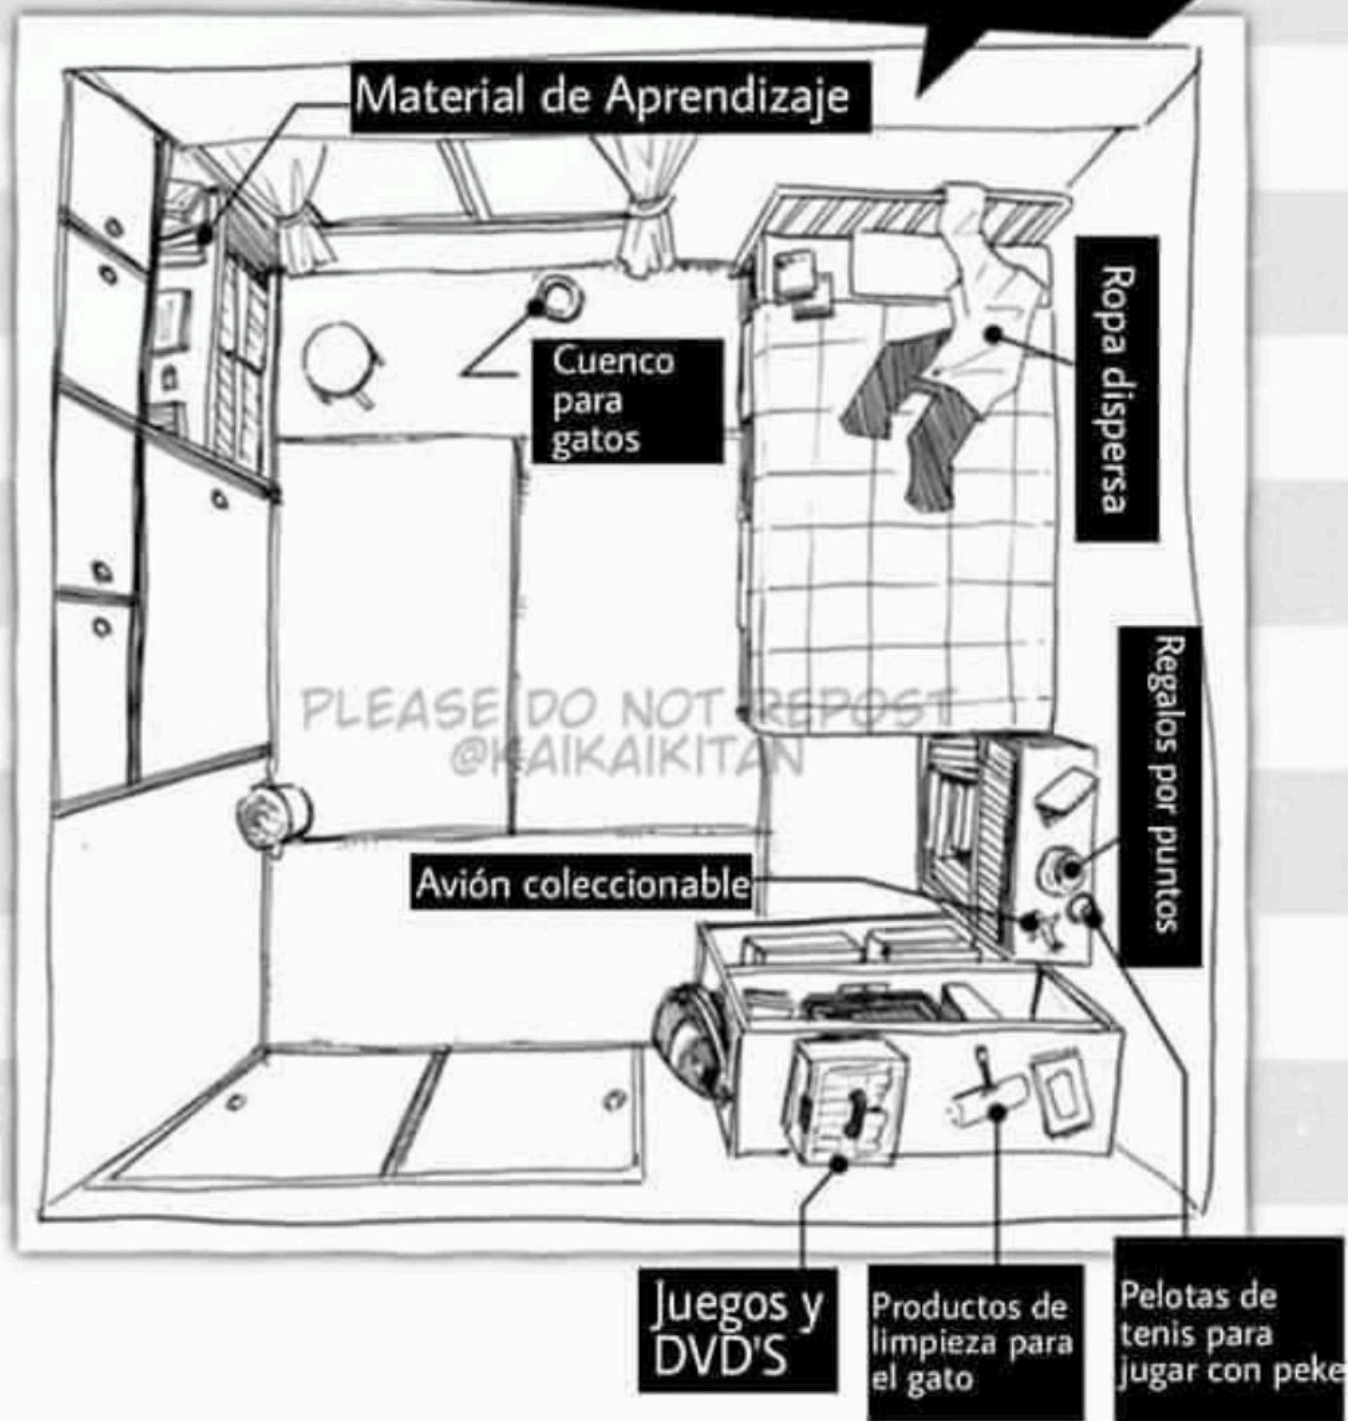 Material de Aprendizaje
Cuenco
para
gatos
Ropa dispersa
PLEASE DO NOT REPOST
@KAIKAIKITAN
Regalos por puntos
Avión coleccionable
Juegos y
DVD'S
Productos de
limpieza para
el gato
Pelotas de
tenis para
jugar con peke